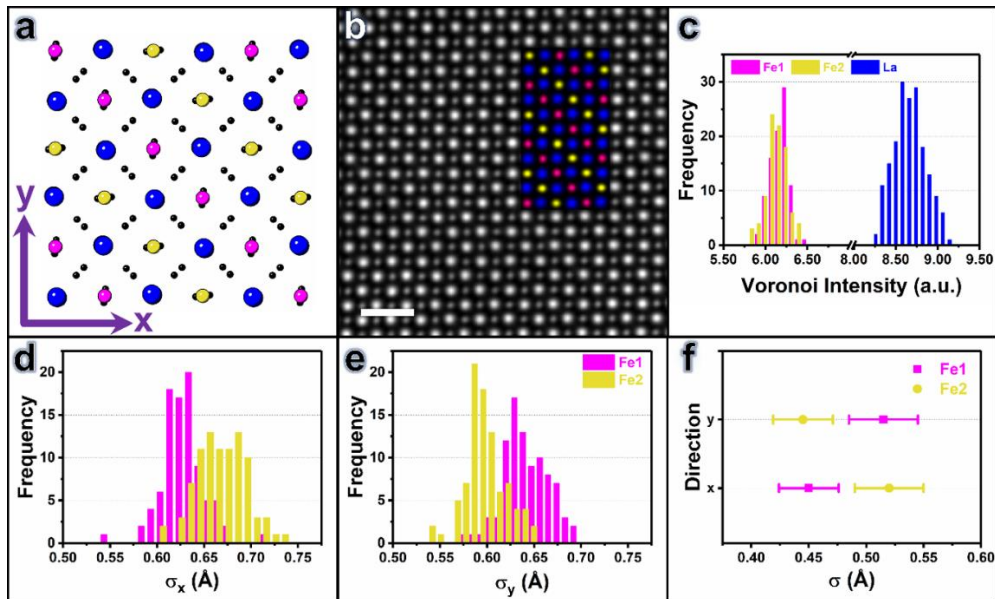 a
y
x
b
c
Fe1 Fe2 La
Frequency
30
20
10
0
5.50 6.00 6.50 8.00 8.50 9.00 9.50
Voronoi Intensity (a.u.)
d
Frequency
20
15
10
5
0
0.50 0.55 0.60 0.65 0.70 0.75
σx (Å)
e
Fe1
Fe2
Frequency
20
15
10
5
0
0.50 0.55 0.60 0.65 0.70 0.75
σy (Å)
f
Fe1
Fe2
Direction
y
x
0.40 0.45 0.50 0.55 0.60
σ (Å)